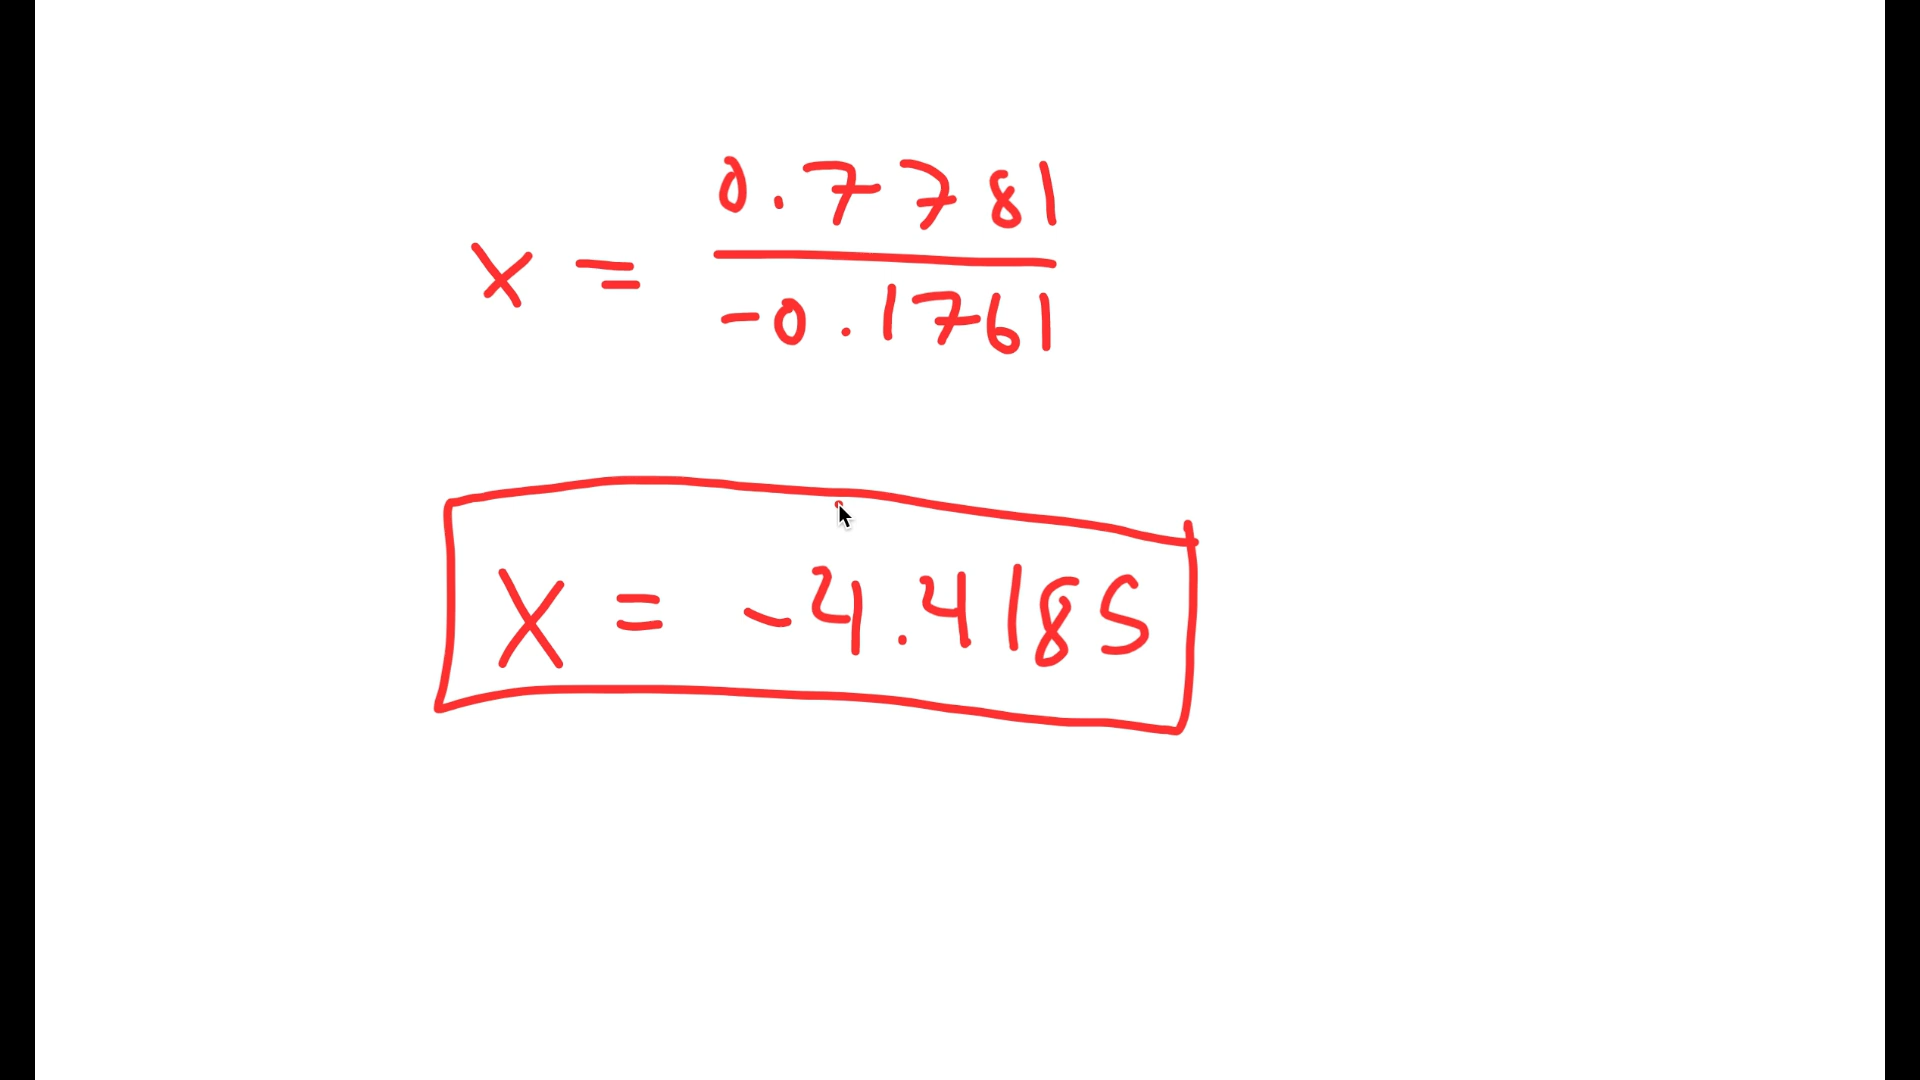 x = 0.7781 / -0.1761
x = -4.4185